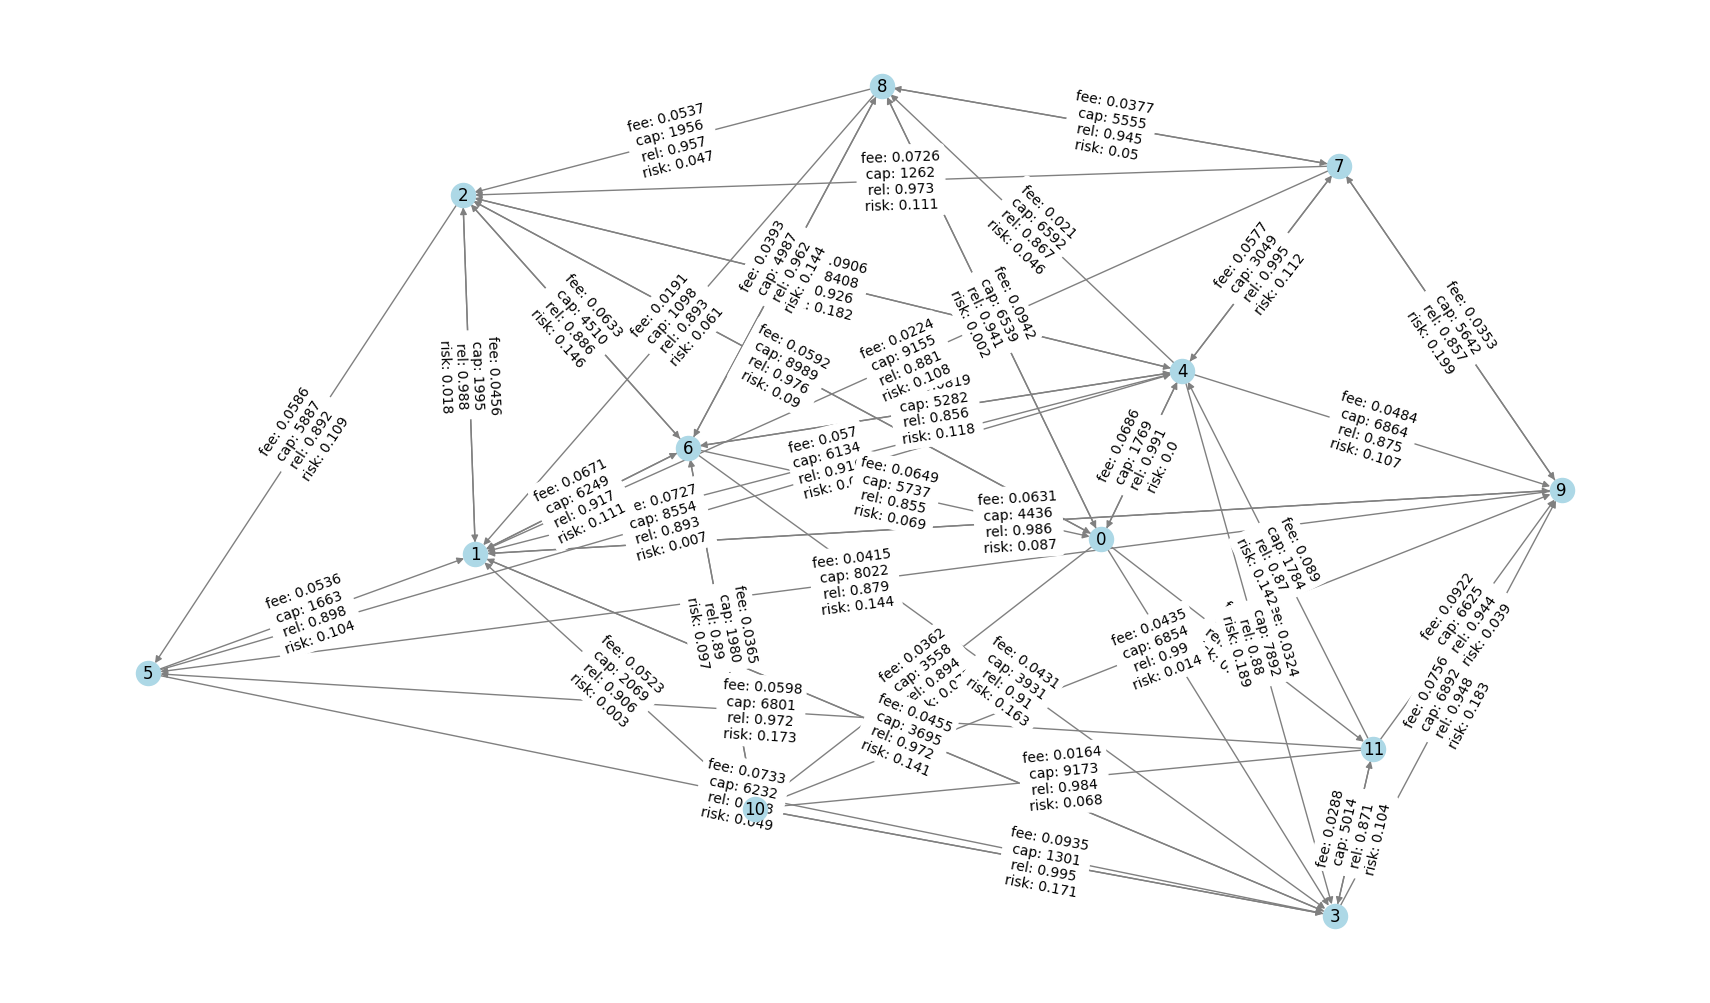 8
fee: 0.0537
cap: 1956
rel: 0.957
risk: 0.047
fee: 0.0377
cap: 5555
rel: 0.945
risk: 0.05
7
2
fee: 0.0726
cap: 1262
rel: 0.973
risk: 0.111
fee: 0.021
cap: 6592
rel: 0.867
risk: 0.046
fee: 0.0393
cap: 4987
rel: 0.962
risk: 0.144
.0906
8408
0.926
: 0.182
fee: 0.0577
cap: 3049
rel: 0.995
risk: 0.112
fee: 0.0633
cap: 4510
rel: 0.886
risk: 0.146
fee: 0.0191
cap: 1098
rel: 0.893
risk: 0.061
fee: 0.0942
cap: 6539
rel: 0.941
risk: 0.002
fee: 0.0353
cap: 5642
rel: 0.857
risk: 0.199
fee: 0.0456
cap: 1995
rel: 0.988
risk: 0.018
fee: 0.0592
cap: 8989
rel: 0.976
risk: 0.09
fee: 0.0224
cap: 9155
rel: 0.881
risk: 0.108
4
cap: 5282
rel: 0.856
risk: 0.118
fee: 0.0586
cap: 5887
rel: 0.892
risk: 0.109
fee: 0.0484
cap: 6864
rel: 0.875
risk: 0.107
fee: 0.0686
cap: 1769
rel: 0.991
risk: 0.0
6
fee: 0.057
cap: 6134
fee: 0.0649
cap: 5737
rel: 0.855
risk: 0.069
fee: 0.0671
cap: 6249
rel: 0.917
risk: 0.111
e: 0.0727
cap: 8554
rel: 0.893
risk: 0.007
fee: 0.0631
cap: 4436
rel: 0.986
risk: 0.087
9
0
1
fee: 0.0415
cap: 8022
rel: 0.879
risk: 0.144
fee: 0.089
cap: 1784
rel: 0.87
risk: 0.142
fee: 0.0536
cap: 1663
rel: 0.898
risk: 0.104
fee: 0.0365
cap: 1980
rel: 0.89
risk: 0.097
fee: 0.0922
cap: 6625
rel: 0.944
risk: 0.039
fee: 0.0435
cap: 6854
rel: 0.99
risk: 0.014
e: 0.0324
cap: 7892
rel: 0.88
risk: 0.189
5
fee: 0.0523
cap: 2069
rel: 0.906
risk: 0.003
fee: 0.0362
cap: 3558
rel: 0.894
fee: 0.0431
cap: 3931
rel: 0.91
risk: 0.163
fee: 0.0598
cap: 6801
rel: 0.972
risk: 0.173
fee: 0.0455
cap: 3695
rel: 0.972
risk: 0.141
fee: 0.0756
cap: 6892
rel: 0.948
risk: 0.183
11
fee: 0.0164
cap: 9173
rel: 0.984
risk: 0.068
fee: 0.0733
cap: 6232
risk: 0.049
10
fee: 0.0288
cap: 5014
rel: 0.871
risk: 0.104
fee: 0.0935
cap: 1301
rel: 0.995
risk: 0.171
3